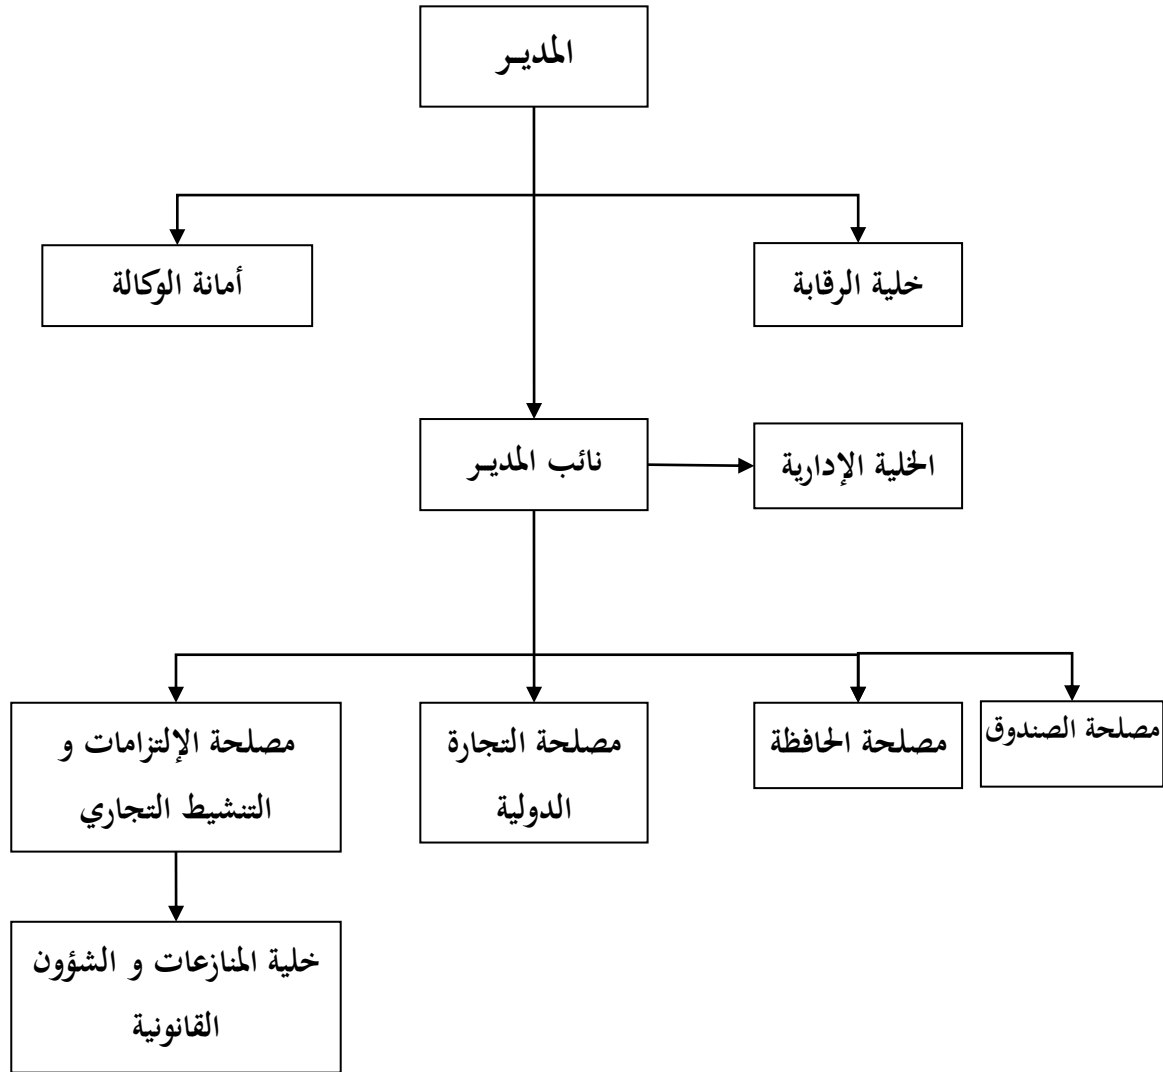 المديـر
خلية الرقابة
أمانة الوكالة
نائب المديـر
الخلية الإدارية
مصلحة الصندوق
مصلحة الحافظة
مصلحة التجارة
الدولية
مصلحة الإلتزامات و
التنشيط التجاري
خلية المنازعات و الشؤون
القانونية